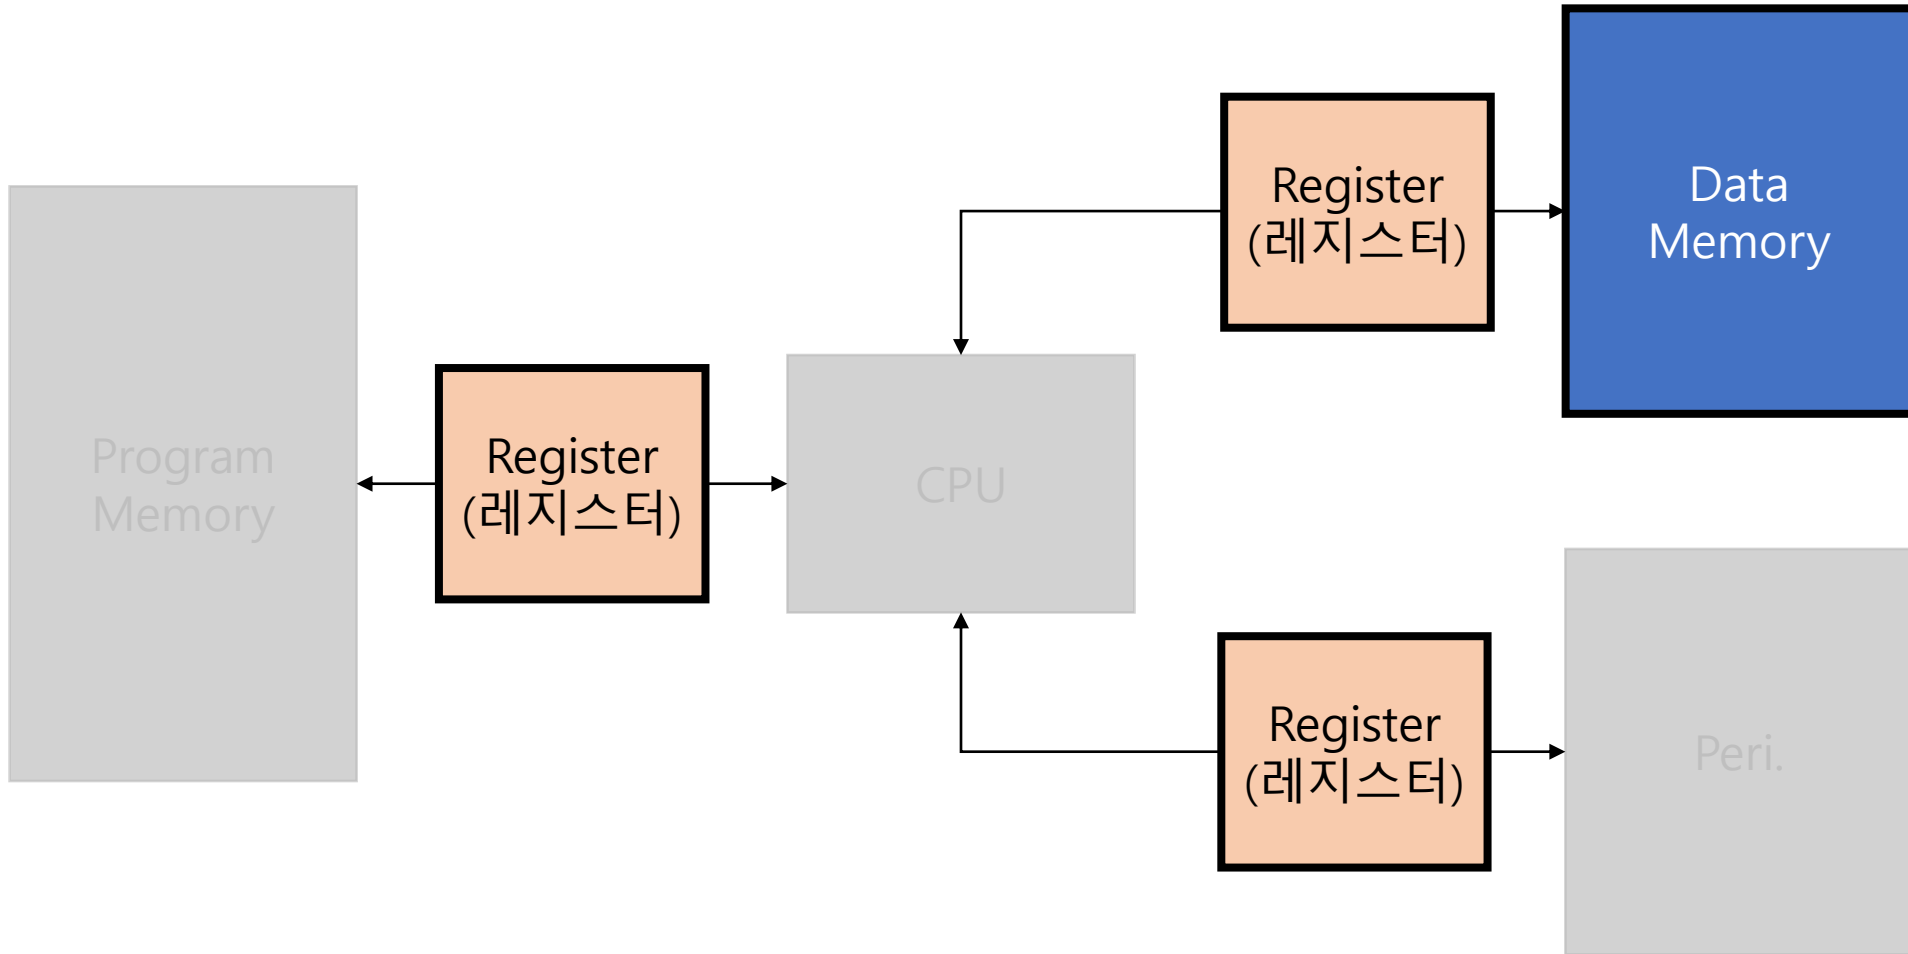 Program
Memory
Register
(레지스터)
CPU
Register
(레지스터)
Data
Memory
Register
(레지스터)
Peri.